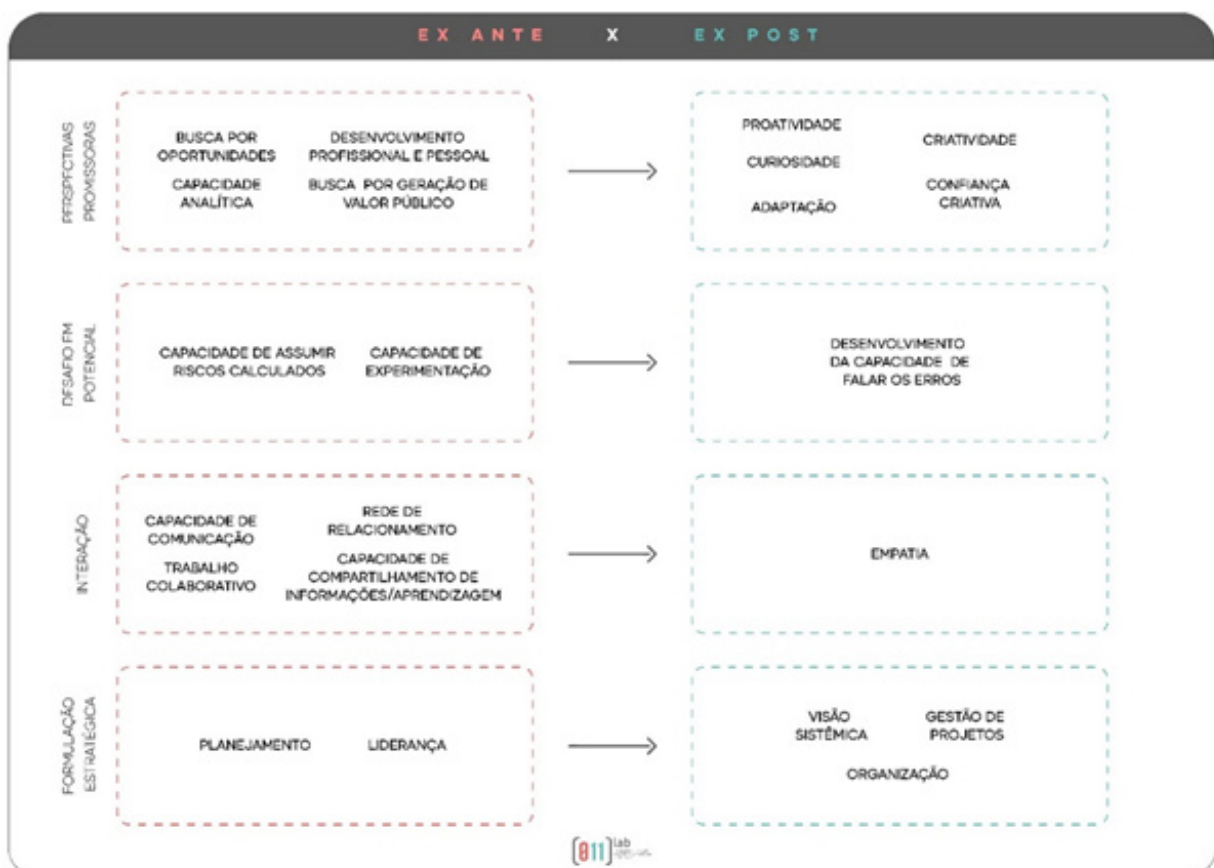 EX ANTE X EX POST
PERSPECTIVAS
PROMISSORAS
BUSCA POR
OPORTUNIDADES
DESENVOLVIMENTO
PROFISSIONAL E PESSOAL
CAPACIDADE
ANALÍTICA
BUSCA POR GERAÇÃO DE
VALOR PÚBLICO
PROATIVIDADE
CRIATIVIDADE
CURIOSIDADE
CONFIANÇA
CRIATIVA
ADAPTAÇÃO
DESAFIO EM
POTENCIAL
CAPACIDADE DE ASSUMIR
RISCOS CALCULADOS
CAPACIDADE DE
EXPERIMENTAÇÃO
DESENVOLVIMENTO
DA CAPACIDADE DE
FALAR OS ERROS
INTERAÇÃO
CAPACIDADE DE
COMUNICAÇÃO
REDE DE
RELACIONAMENTO
TRABALHO
COLABORATIVO
CAPACIDADE DE
COMPARTILHAMENTO DE
INFORMAÇÕES/APRENDIZAGEM
EMPATIA
FORMULAÇÃO
ESTRATÉGICA
PLANEJAMENTO
LIDERANÇA
VISÃO
SISTÊMICA
GESTÃO DE
PROJETOS
ORGANIZAÇÃO
[011] lab